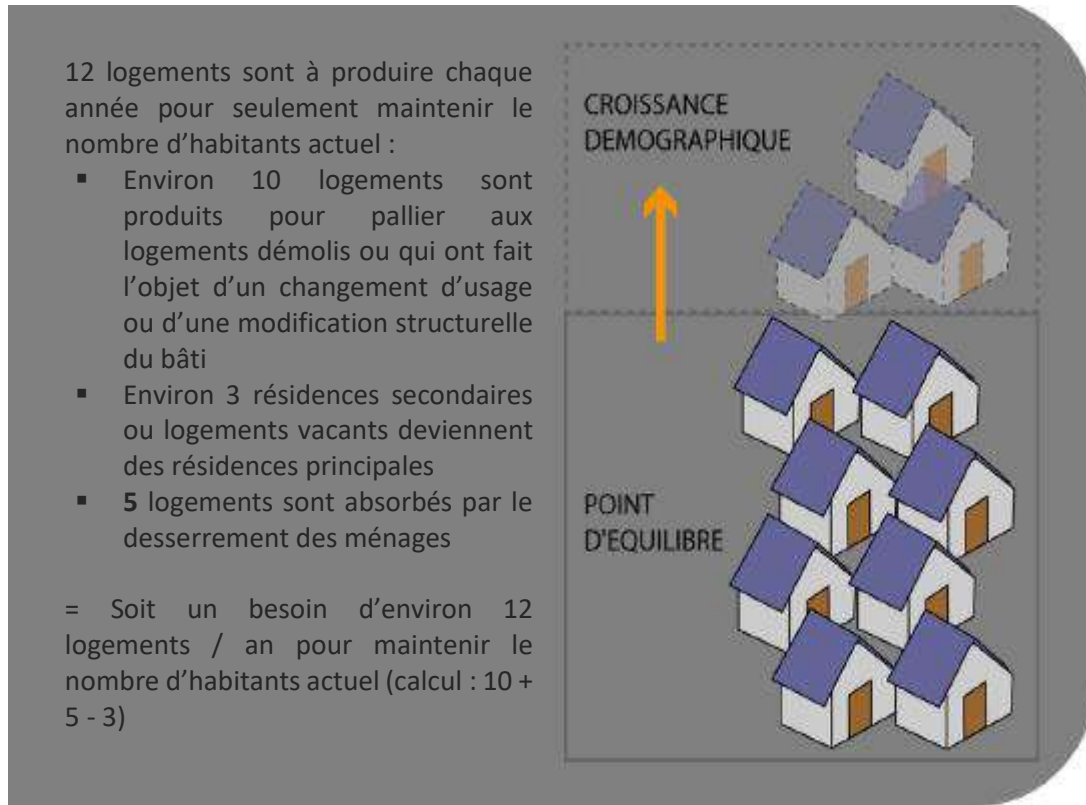 12 logements sont à produire chaque
année pour seulement maintenir le
nombre d’habitants actuel :
▪ Environ 10 logements sont
produits pour pallier aux
logements démolis ou qui ont fait
l’objet d’un changement d’usage
ou d’une modification structurelle
du bâti
▪ Environ 3 résidences secondaires
ou logements vacants deviennent
des résidences principales
▪ 5 logements sont absorbés par le
desserrement des ménages
= Soit un besoin d’environ 12
logements / an pour maintenir le
nombre d’habitants actuel (calcul : 10 +
5 - 3)
CROISSANCE
DEMOGRAPHIQUE
POINT
D'EQUILIBRE